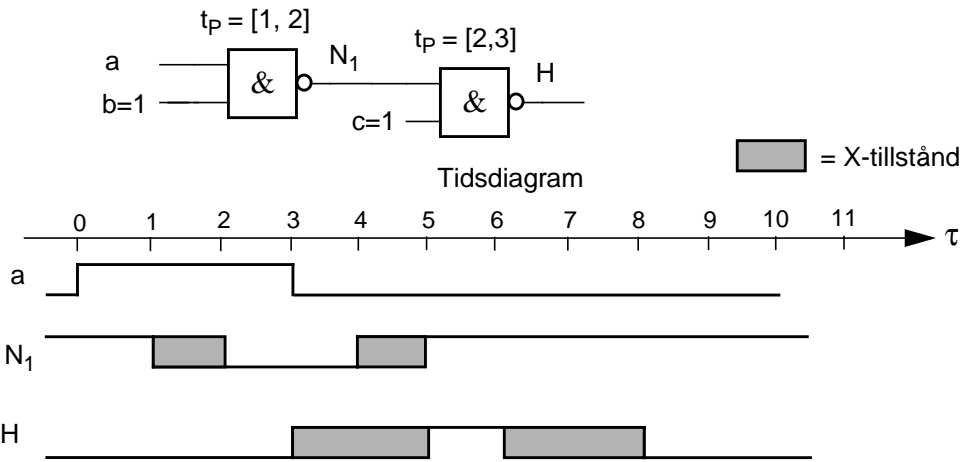 tP = [1, 2]
tP = [2,3]
a
N1
H
&
&
b=1
c=1
= X-tillstånd
Tidsdiagram
0 1 2 3 4 5 6 7 8 9 10 11
τ
a
N1
H